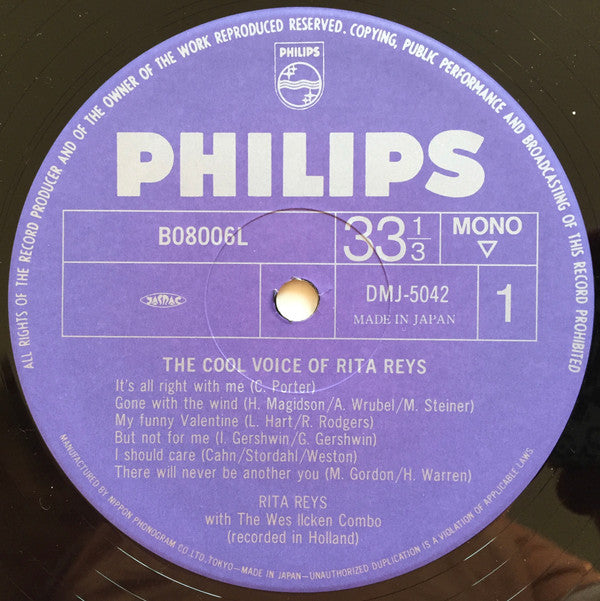 ALL RIGHTS OF THE RECORD PRODUCER AND OF THE OWNER OF THE WORK REPRODUCED RESERVED. COPYING, PUBLIC PERFORMANCE AND BROADCASTING OF THIS RECORD PROHIBITED
PHILIPS
PHILIPS
B08006L
33 1/3
MONO
JASRAC
DMJ-5042
MADE IN JAPAN
1
THE COOL VOICE OF RITA REYS
It's all right with me (C. Porter)
Gone with the wind (H. Magidson/A. Wrubel/M. Steiner)
My funny Valentine (L. Hart/R. Rodgers)
But not for me (I. Gershwin/G. Gershwin)
I should care (Cahn/Stordahl/Weston)
There will never be another you (M. Gordon/H. Warren)
RITA REYS
with The Wes Ilcken Combo
(recorded in Holland)
MANUFACTURED BY NIPPON PHONOGRAM CO.LTD.,TOKYO–MADE IN JAPAN–UNAUTHORIZED DUPLICATION IS A VIOLATION OF APPLICABLE LAWS